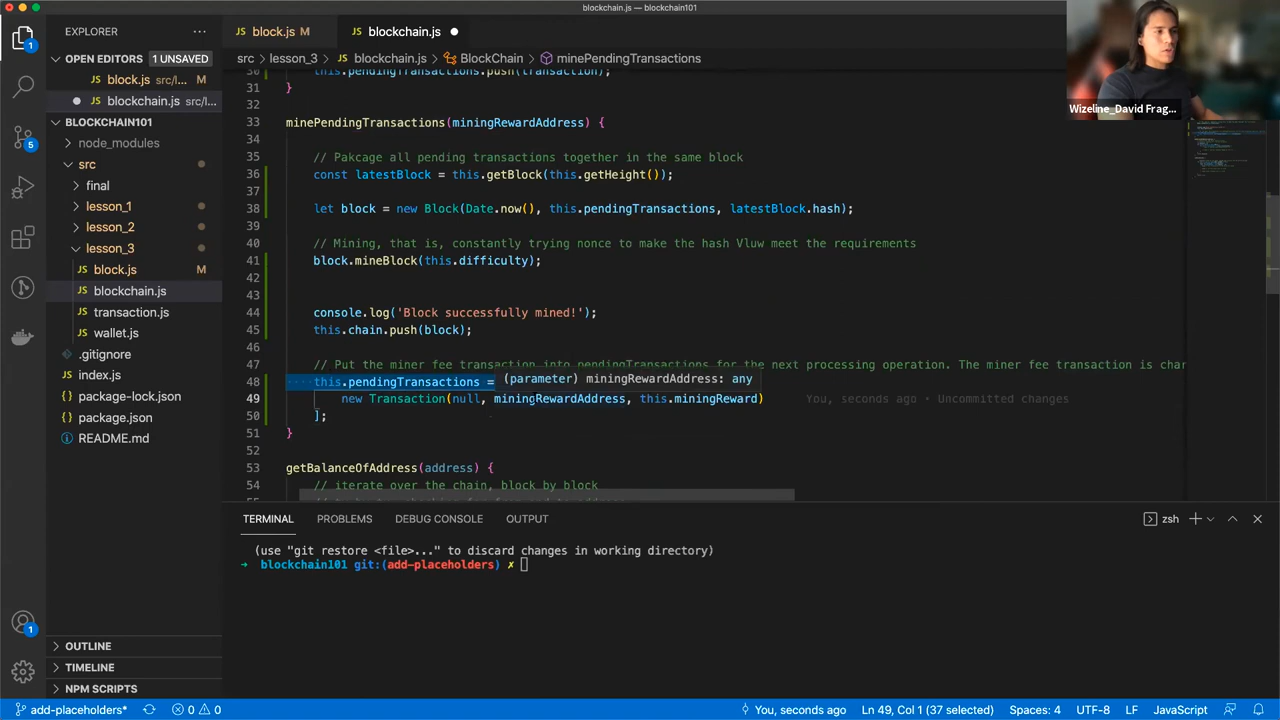 blockchain.js — blockchain101
EXPLORER
block.js M
blockchain.js
OPEN EDITORS 1 UNSAVED
block.js src/l... M
blockchain.js src/l...
BLOCKCHAIN101
node_modules
src
final
lesson_1
lesson_2
lesson_3
block.js M
blockchain.js
transaction.js
wallet.js
.gitignore
index.js
package-lock.json
package.json
README.md
OUTLINE
TIMELINE
NPM SCRIPTS
1
5
1
src > lesson_3 > blockchain.js > BlockChain > minePendingTransactions
30 this.pendingTransactions.push(transaction);
31 }
32
33 minePendingTransactions(miningRewardAddress) {
34
35 // Pakcage all pending transactions together in the same block
36 const latestBlock = this.getBlock(this.getHeight());
37
38 let block = new Block(Date.now(), this.pendingTransactions, latestBlock.hash);
39
40 // Mining, that is, constantly trying nonce to make the hash Vluw meet the requirements
41 block.mineBlock(this.difficulty);
42
43
44 console.log('Block successfully mined!');
45 this.chain.push(block);
46
47 // Put the miner fee transaction into pendingTransactions for the next processing operation. The miner fee transaction is char
48 this.pendingTransactions =
(parameter) miningRewardAddress: any
49 new Transaction(null, miningRewardAddress, this.miningReward) You, seconds ago • Uncommitted changes
50 ];
51 }
52
53 getBalanceOfAddress(address) {
54 // iterate over the chain, block by block
55
Wizeline_David Frag...
TERMINAL PROBLEMS DEBUG CONSOLE OUTPUT
zsh
(use "git restore <file>..." to discard changes in working directory)
➜ blockchain101 git:(add-placeholders) ✗
add-placeholders* 0 0 You, seconds ago Ln 49, Col 1 (37 selected) Spaces: 4 UTF-8 LF JavaScript